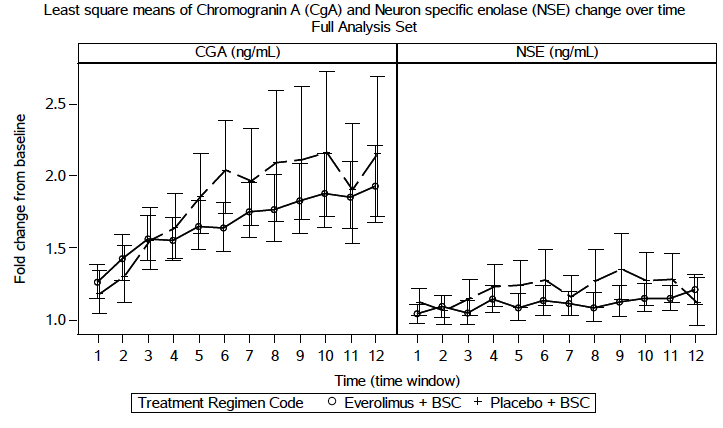 Least square means of Chromogranin A (CgA) and Neuron specific enolase (NSE) change over time
Full Analysis Set
CGA (ng/mL) NSE (ng/mL)
Fold change from baseline
2.5
2.0
1.5
1.0
1 2 3 4 5 6 7 8 9 10 11 12 1 2 3 4 5 6 7 8 9 10 11 12
Time (time window)
Treatment Regimen Code Everolimus + BSC Placebo + BSC